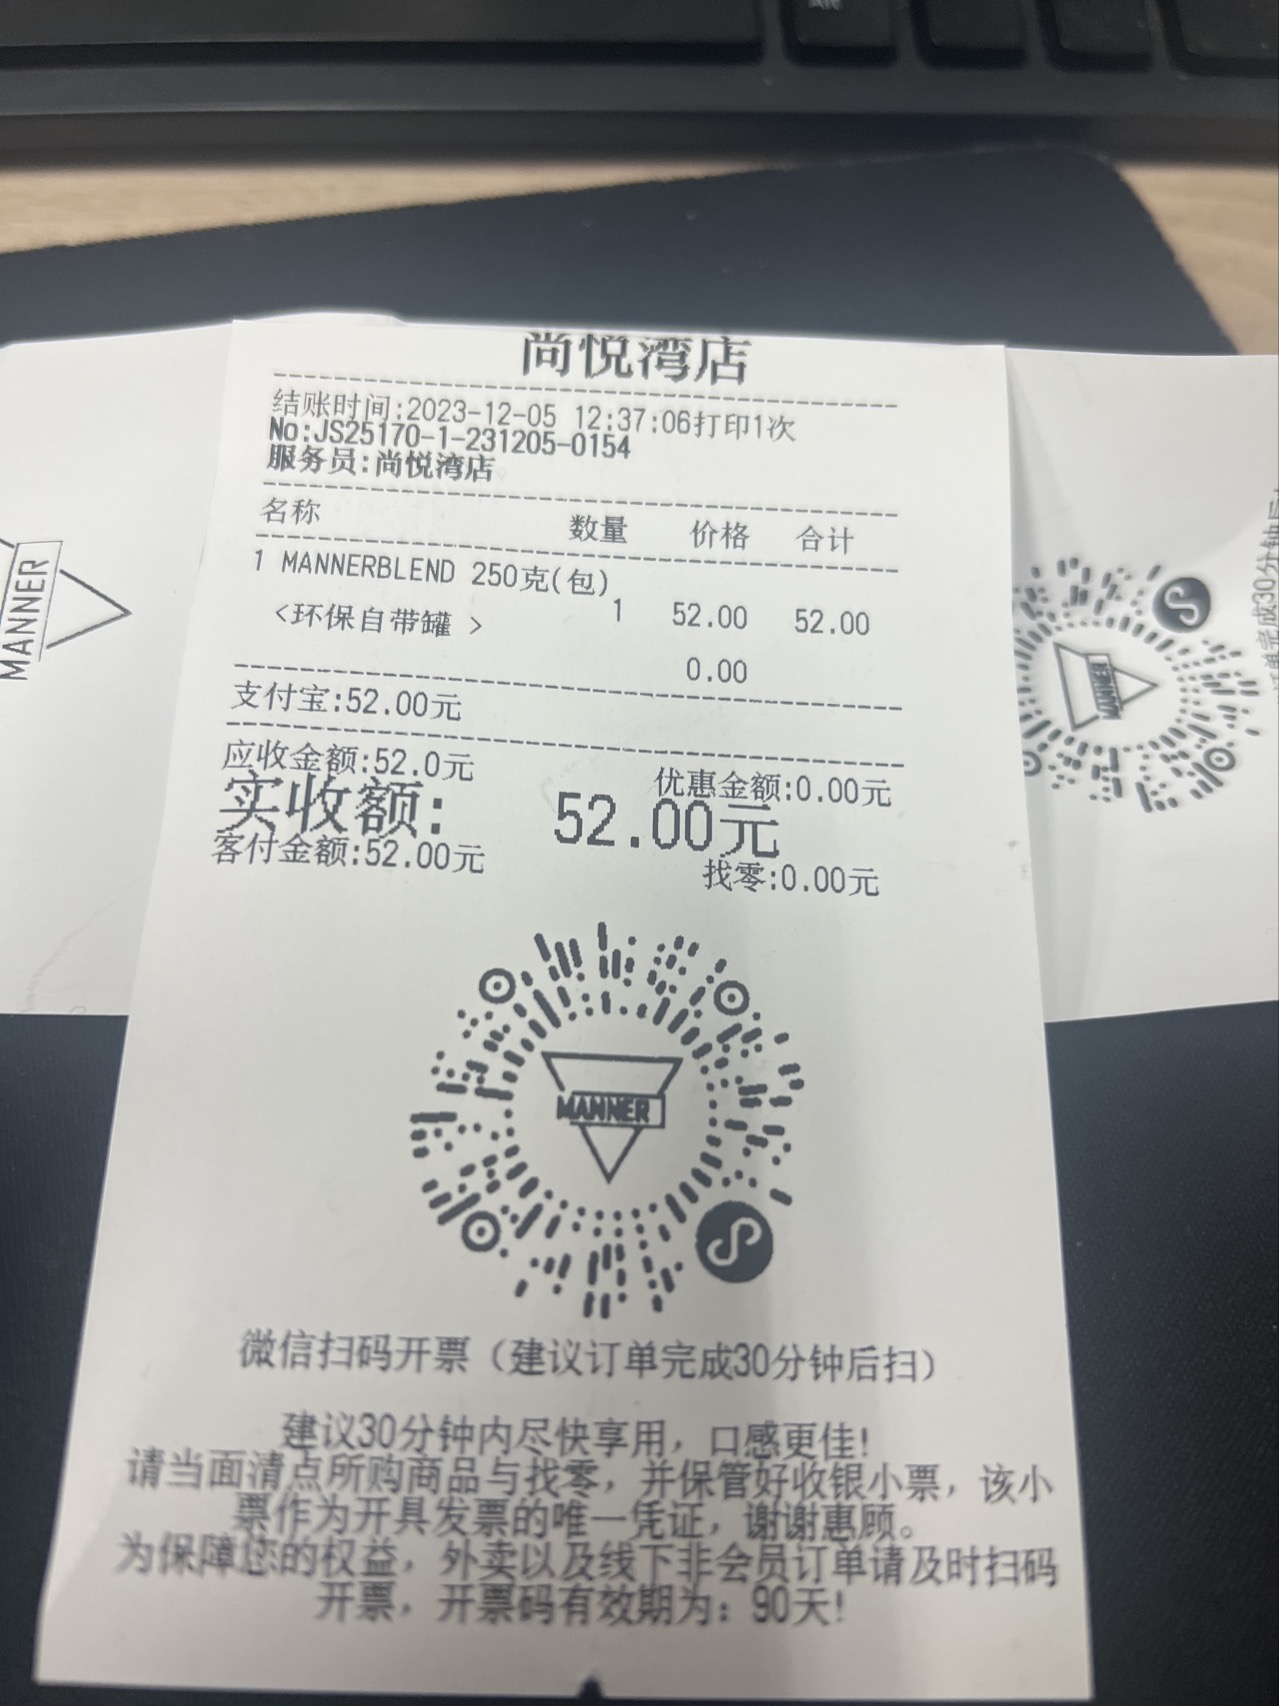 Alt
尚悦湾店
结账时间:2023-12-05 12:37:06打印1次
No:JS25170-1-231205-0154
服务员:尚悦湾店
名称 数量 价格 合计
1 MANNERBLEND 250克(包)
1 52.00 52.00
<环保自带罐 >
0.00
支付宝:52.00元
应收金额:52.0元 优惠金额:0.00元
实收额: 52.00元
客付金额:52.00元 找零:0.00元
MANNER
微信扫码开票（建议订单完成30分钟后扫）
建议30分钟内尽快享用，口感更佳!
请当面清点所购商品与找零，并保管好收银小票，该小
票作为开具发票的唯一凭证，谢谢惠顾。
为保障您的权益，外卖以及线下非会员订单请及时扫码
开票，开票码有效期为：90天!
MANNER
MANNER
单完成30分钟后